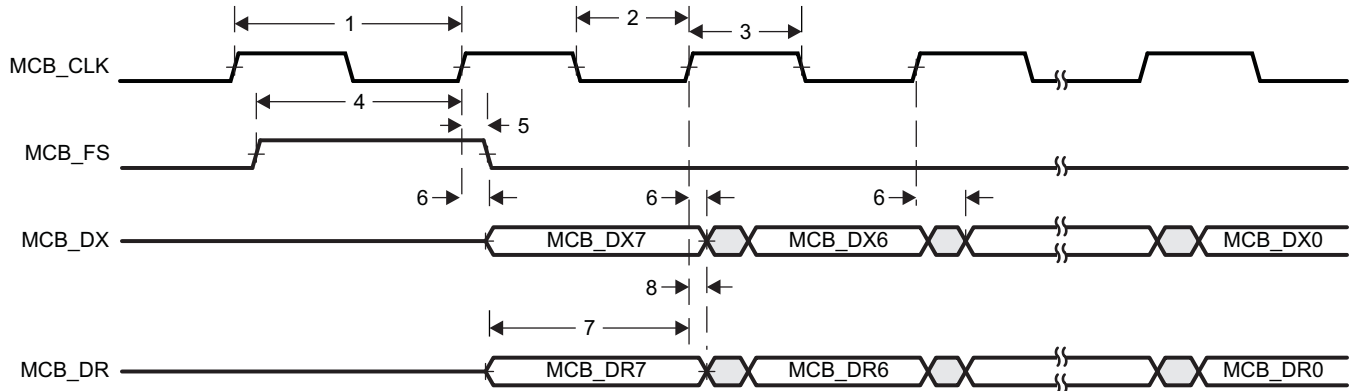 1 2 3
MCB_CLK
4
5
MCB_FS
6 6 6
MCB_DX MCB_DX7 MCB_DX6 MCB_DX0
8
7
MCB_DR MCB_DR7 MCB_DR6 MCB_DR0